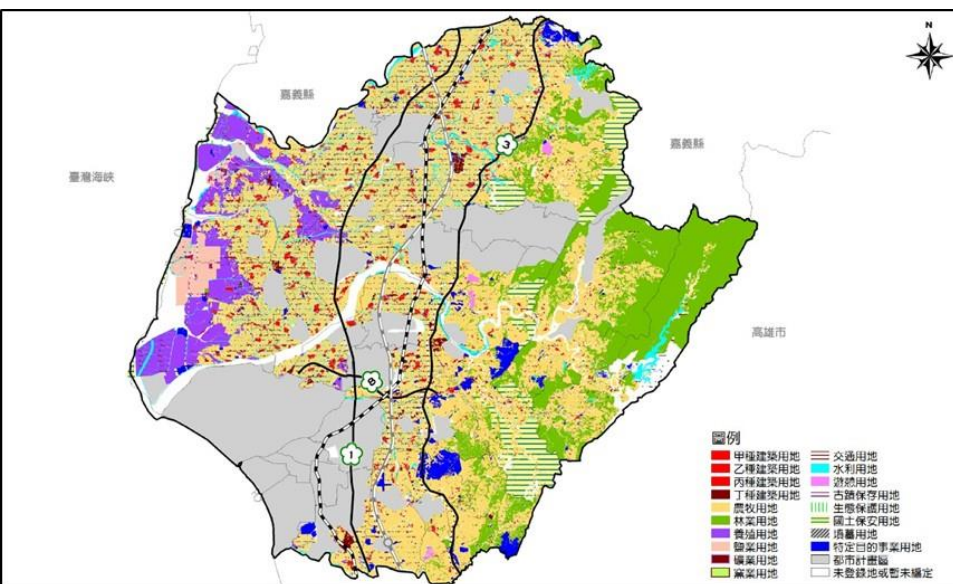 N
嘉義縣
嘉義縣
臺灣海峽
高雄市
3
8
1
圖例
甲種建築用地
乙種建築用地
丙種建築用地
丁種建築用地
農牧用地
林業用地
養殖用地
鹽業用地
礦業用地
窯業用地
交通用地
水利用地
遊憩用地
古蹟保存用地
生態保護用地
國土保安用地
墳墓用地
特定目的事業用地
都市計畫區
未登錄地或暫未編定